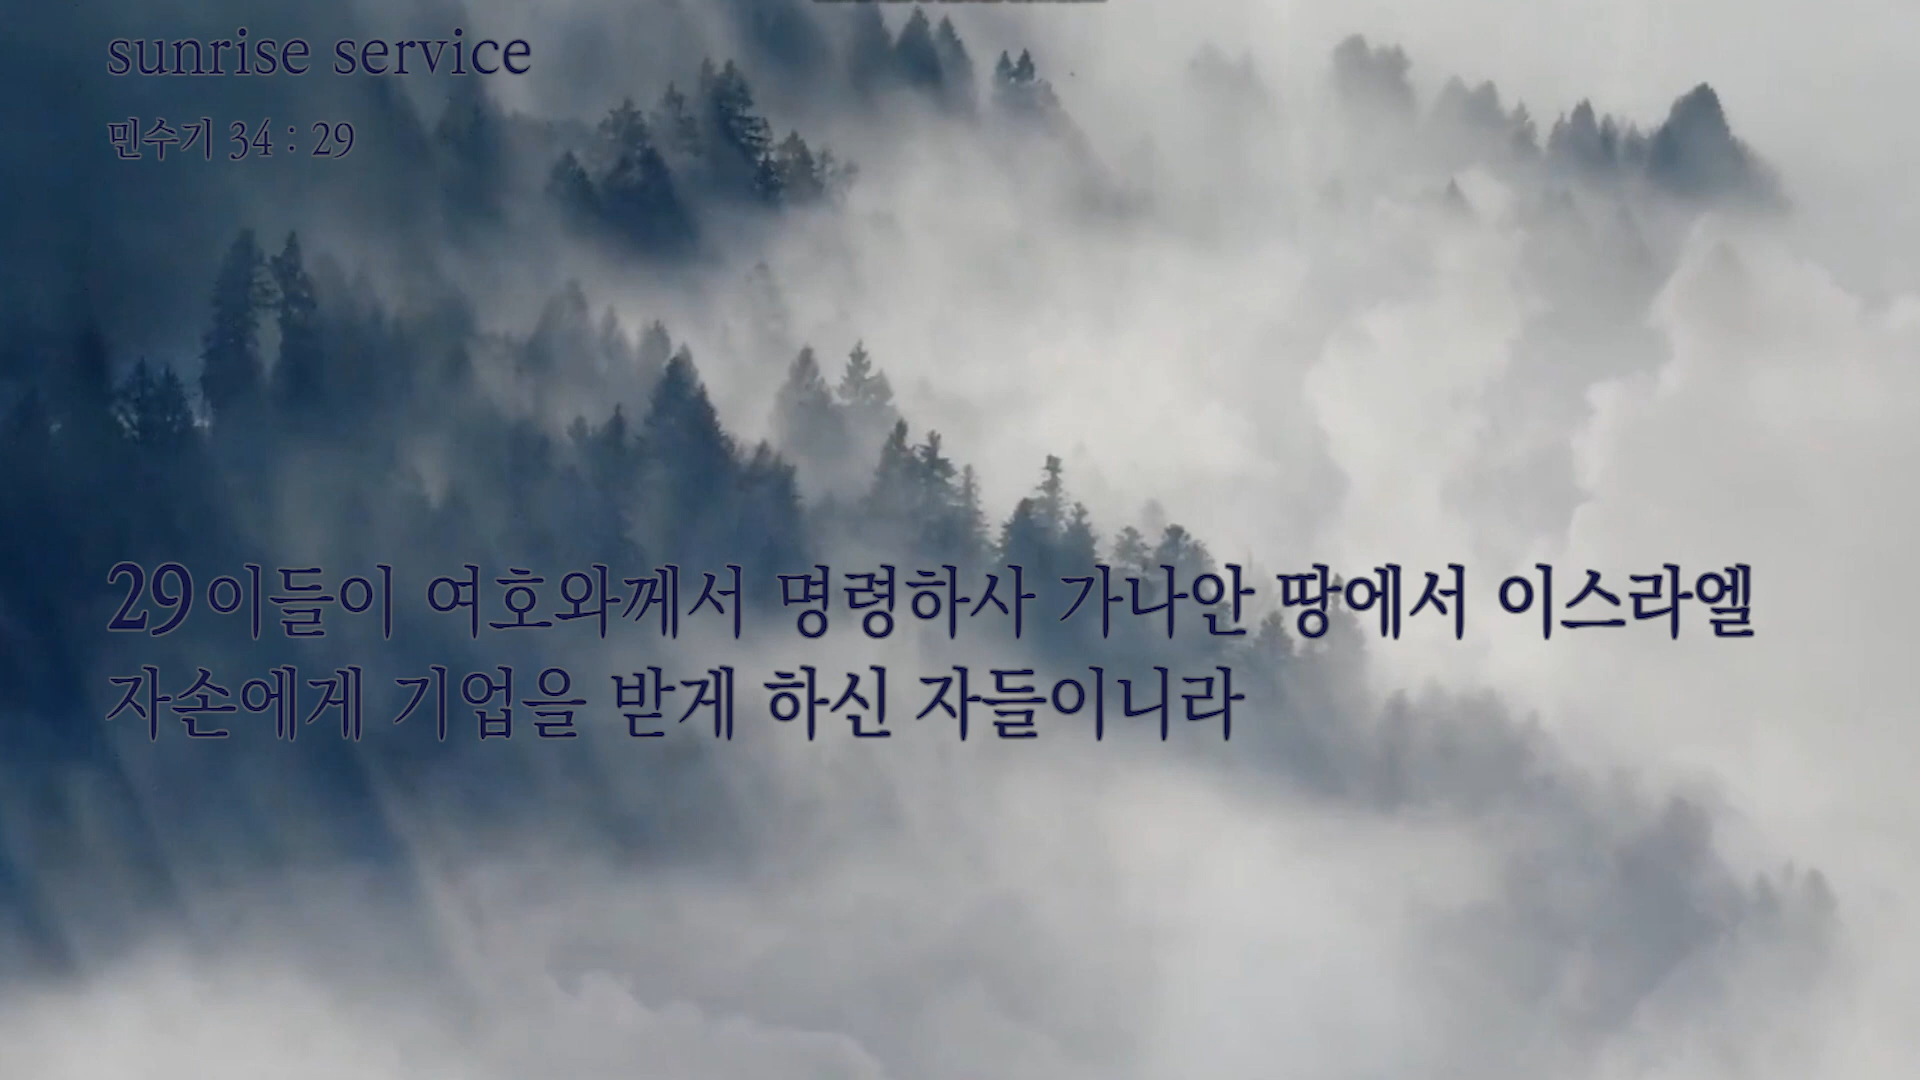 sunrise service
민수기 34 : 29
29 이들이 여호와께서 명령하사 가나안 땅에서 이스라엘
자손에게 기업을 받게 하신 자들이니라